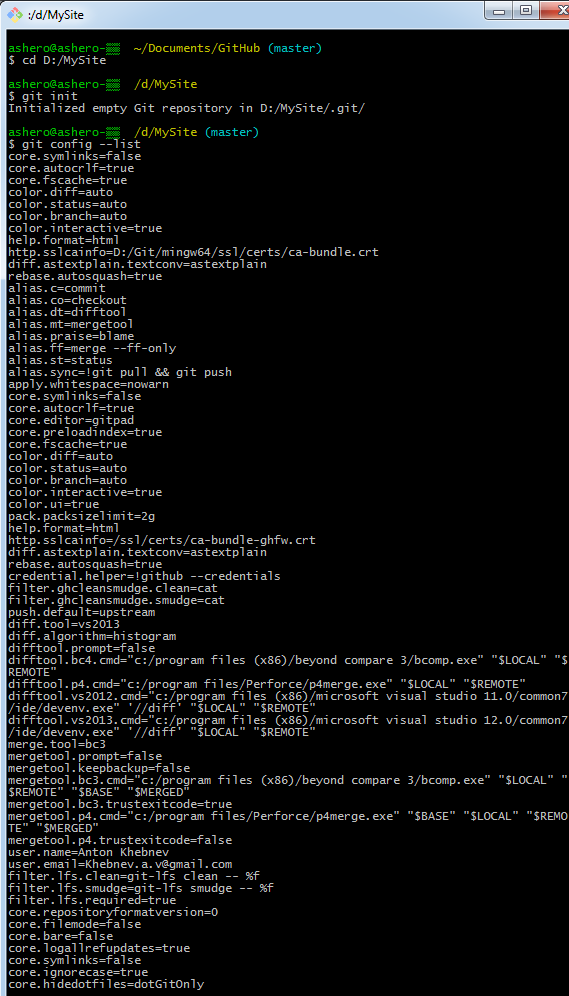 :/d/MySite
ashero@ashero- ~/Documents/GitHub (master)
$ cd D:/MySite
ashero@ashero- /d/MySite
$ git init
Initialized empty Git repository in D:/MySite/.git/
ashero@ashero- /d/MySite (master)
$ git config --list
core.symlinks=false
core.autocrlf=true
core.fscache=true
color.diff=auto
color.status=auto
color.branch=auto
color.interactive=true
help.format=html
http.sslcainfo=D:/Git/mingw64/ssl/certs/ca-bundle.crt
diff.astextplain.textconv=astextplain
rebase.autosquash=true
alias.c=commit
alias.co=checkout
alias.dt=difftool
alias.mt=mergetool
alias.praise=blame
alias.ff=merge --ff-only
alias.st=status
alias.sync=!git pull && git push
apply.whitespace=nowarn
core.symlinks=false
core.autocrlf=true
core.editor=gitpad
core.preloadindex=true
core.fscache=true
color.diff=auto
color.status=auto
color.branch=auto
color.interactive=true
color.ui=true
pack.packsizelimit=2g
help.format=html
http.sslcainfo=/ssl/certs/ca-bundle-ghfw.crt
diff.astextplain.textconv=astextplain
rebase.autosquash=true
credential.helper=!github --credentials
filter.ghcleansmudge.clean=cat
filter.ghcleansmudge.smudge=cat
push.default=upstream
diff.tool=vs2013
diff.algorithm=histogram
difftool.prompt=false
difftool.bc4.cmd="c:/program files (x86)/beyond compare 3/bcomp.exe" "$LOCAL" "$
REMOTE"
difftool.p4.cmd="c:/program files/Perforce/p4merge.exe" "$LOCAL" "$REMOTE"
difftool.vs2012.cmd="c:/program files (x86)/microsoft visual studio 11.0/common7
/ide/devenv.exe" '//diff' "$LOCAL" "$REMOTE"
difftool.vs2013.cmd="c:/program files (x86)/microsoft visual studio 12.0/common7
/ide/devenv.exe" '//diff' "$LOCAL" "$REMOTE"
merge.tool=bc3
mergetool.prompt=false
mergetool.keepbackup=false
mergetool.bc3.cmd="c:/program files (x86)/beyond compare 3/bcomp.exe" "$LOCAL" "
$REMOTE" "$BASE" "$MERGED"
mergetool.bc3.trustexitcode=true
mergetool.p4.cmd="c:/program files/Perforce/p4merge.exe" "$BASE" "$LOCAL" "$REMO
TE" "$MERGED"
mergetool.p4.trustexitcode=false
user.name=Anton Khebnev
user.email=Khebnev.a.v@gmail.com
filter.lfs.clean=git-lfs clean -- %f
filter.lfs.smudge=git-lfs smudge -- %f
filter.lfs.required=true
core.repositoryformatversion=0
core.filemode=false
core.bare=false
core.logallrefupdates=true
core.symlinks=false
core.ignorecase=true
core.hidedotfiles=dotGitOnly